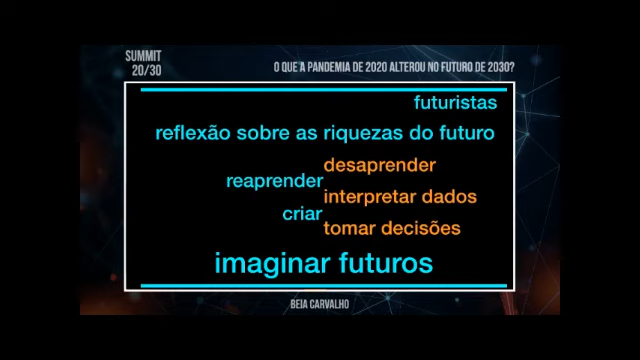 SUMMIT
20/30
O QUE A PANDEMIA DE 2020 ALTEROU NO FUTURO DE 2030?
futuristas
reflexão sobre as riquezas do futuro
desaprender
reaprender
interpretar dados
criar
tomar decisões
imaginar futuros
BEIA CARVALHO